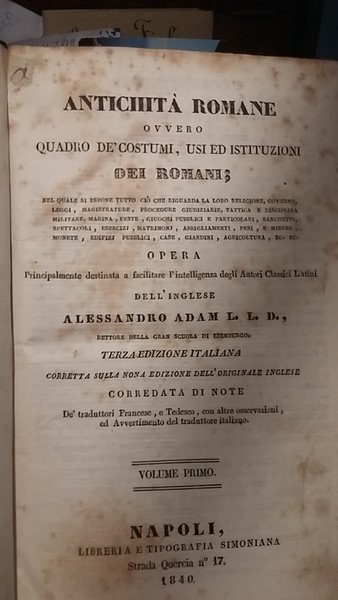 ANTICHITÀ ROMANE
OVVERO
QUADRO DE' COSTUMI, USI ED ISTITUZIONI
DEI ROMANI;
NEL QUALE SI ESPONE TUTTO CIÒ CHE RIGUARDA LA LORO RELIGIONE, GOVERNO,
LEGGI, MAGISTRATURE, PROCEDURE GIUDIZIARIE, TATTICA E DISCIPLINA
MILITARE, MARINA, FESTE, GIUOCHI PUBBLICI E PARTICOLARI, BANCHETTI,
SPETTACOLI, ESERCIZJ, MATRIMONJ, ABBIGLIAMENTI, PESI, E MISURE,
MONETE, EDIFIZJ PUBBLICI, CASE, GIARDINI, AGRICOLTURA, EC. EC.
OPERA
Principalmente destinata a facilitare l'intelligenza degli Autori Classici Latini
DELL'INGLESE
ALESSANDRO ADAM L. L. D.,
RETTORE DELLA GRAN SCUOLA DI EDIMBURGO.
TERZA EDIZIONE ITALIANA
CORRETTA SULLA NONA EDIZIONE DELL'ORIGINALE INGLESE
CORREDATA DI NOTE
De' traduttori Francese, e Tedesco, con altre osservazioni,
ed Avvertimento del traduttore italiano.
VOLUME PRIMO.
NAPOLI,
LIBRERIA E TIPOGRAFIA SIMONIANA
Strada Quercia n° 17.
1840.